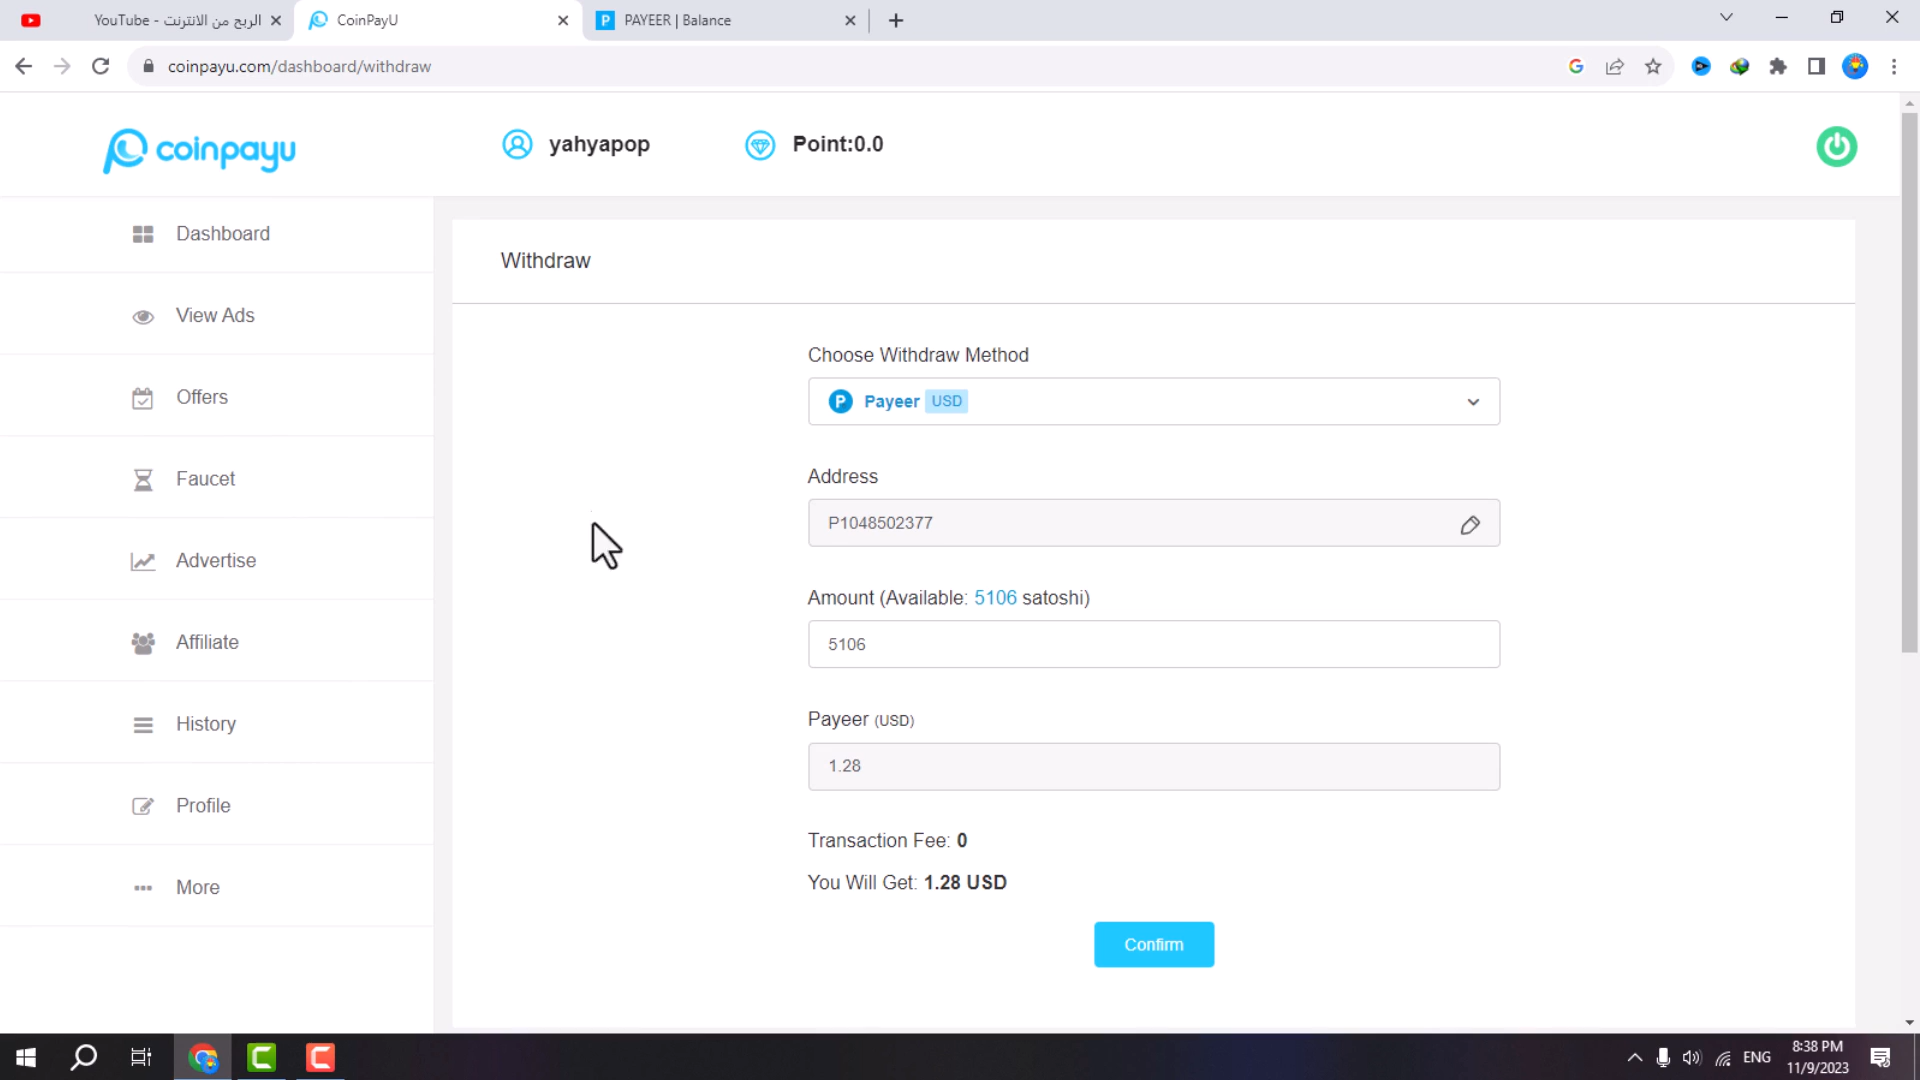 YouTube - الربح من الانترنت
CoinPayU
PAYEER | Balance
coinpayu.com/dashboard/withdraw
coinpayu
yahyapop
Point:0.0
Dashboard
View Ads
Offers
Faucet
Advertise
Affiliate
History
Profile
More
Withdraw
Choose Withdraw Method
Payeer USD
Address
P1048502377
Amount (Available: 5106 satoshi)
5106
Payeer (USD)
1.28
Transaction Fee: 0
You Will Get: 1.28 USD
Confirm
ENG
8:38 PM
11/9/2023